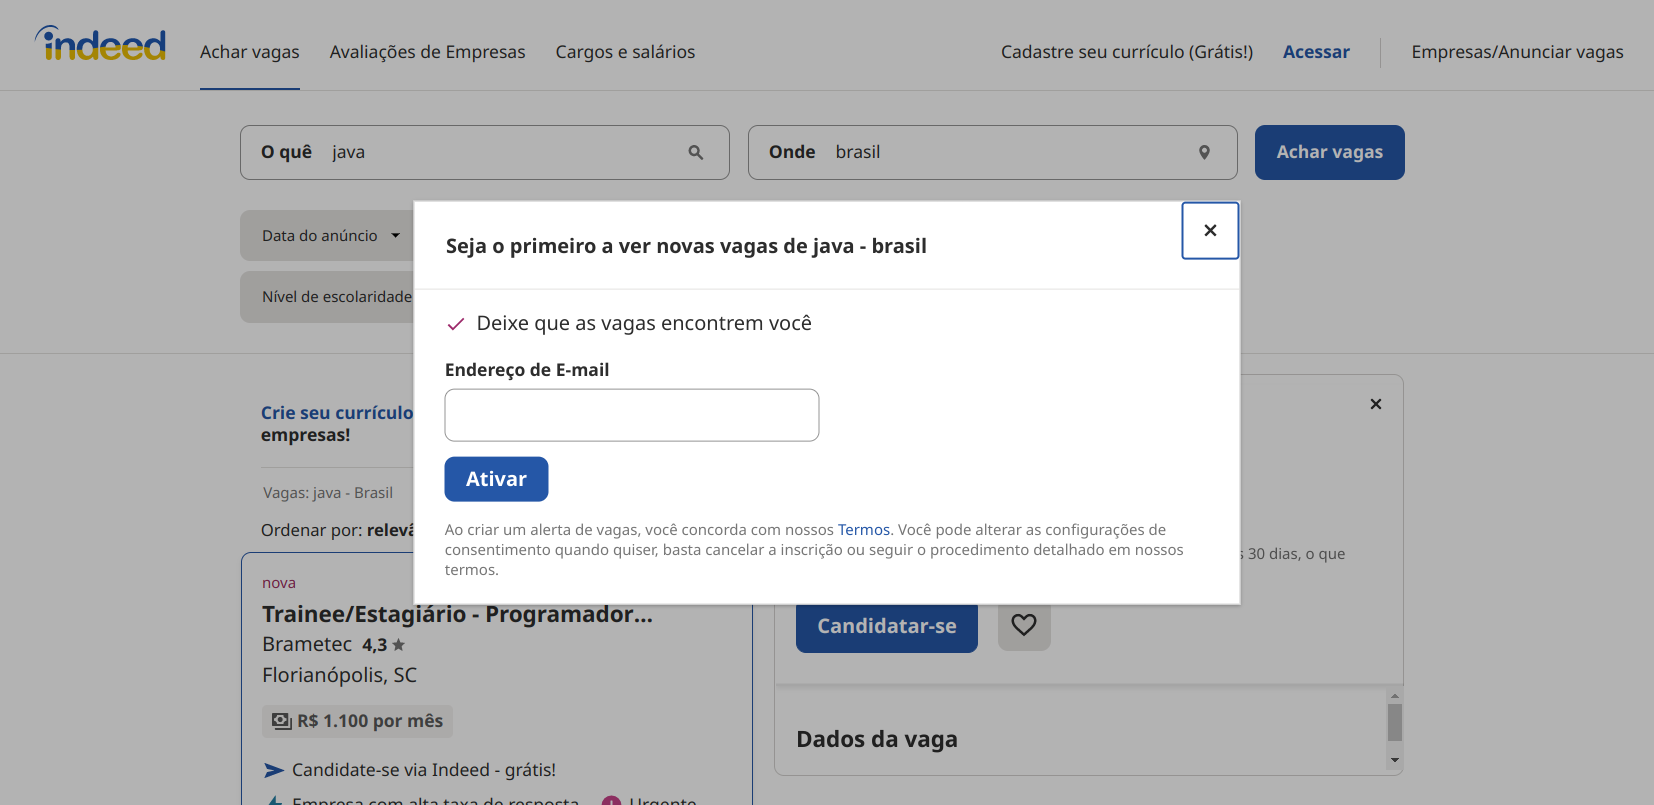 indeed
Achar vagas
Avaliações de Empresas
Cargos e salários
Cadastre seu currículo (Grátis!)
Acessar
Empresas/Anunciar vagas
O quê java
Onde brasil
Achar vagas
Data do anúncio
Nível de escolaridade
Seja o primeiro a ver novas vagas de java - brasil
Deixe que as vagas encontrem você
Endereço de E-mail
Ativar
Ao criar um alerta de vagas, você concorda com nossos Termos. Você pode alterar as configurações de
consentimento quando quiser, basta cancelar a inscrição ou seguir o procedimento detalhado em nossos
termos.
Crie seu currículo
empresas!
Vagas: java - Brasil
Ordenar por:
nova
Trainee/Estagiário - Programador...
Brametec 4,3
Florianópolis, SC
R$ 1.100 por mês
Candidate-se via Indeed - grátis!
Empresa com alta taxa de resposta
Urgente
30 dias, o que
Candidatar-se
Dados da vaga